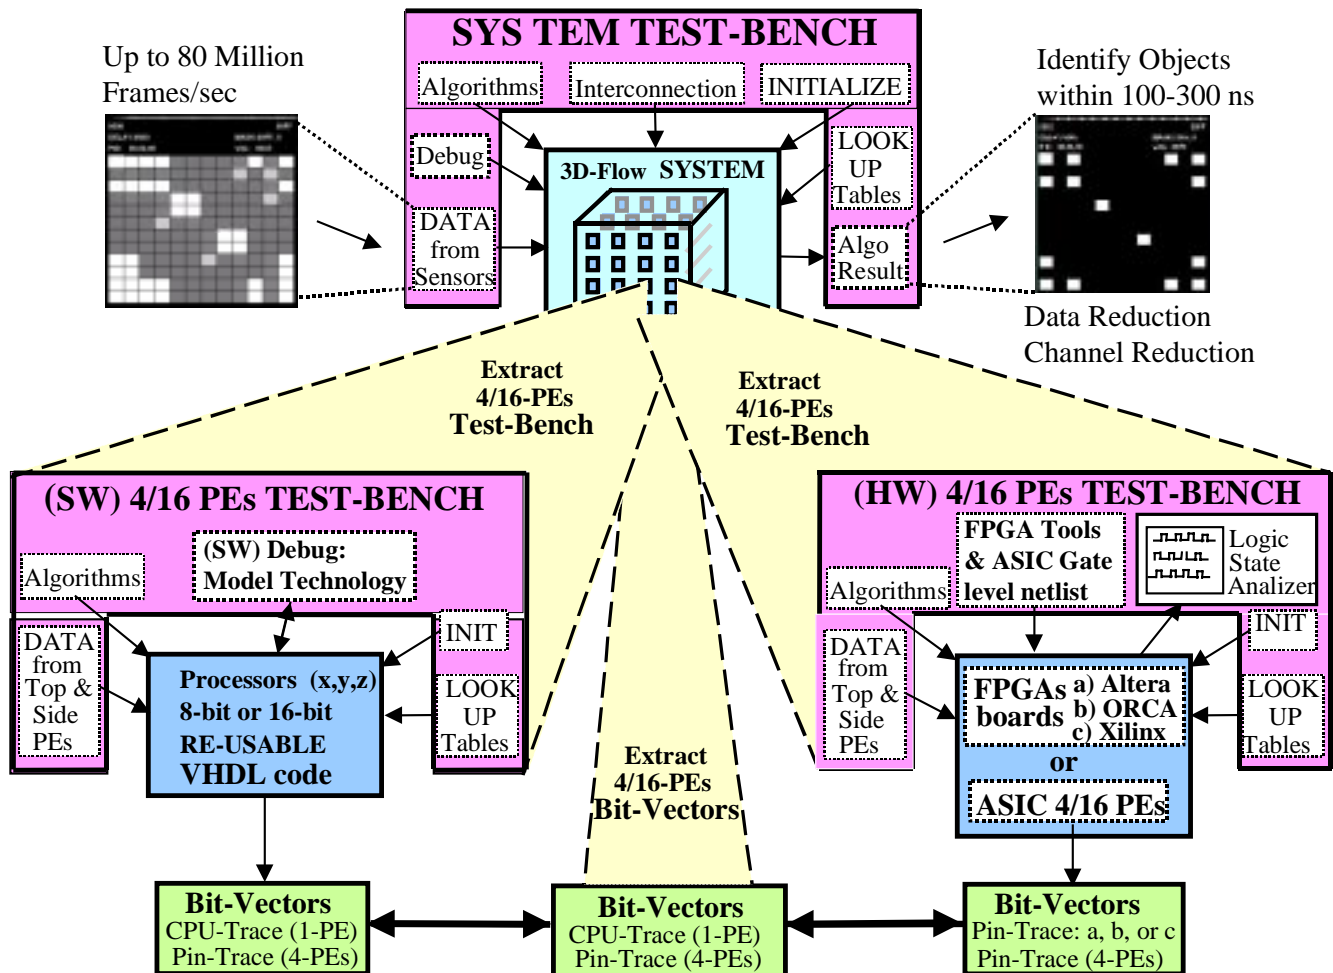 SYS TEM TEST-BENCH
Up to 80 Million
Frames/sec
Identify Objects
within 100-300 ns
Algorithms
Interconnection
INITIALIZE
Debug
LOOK
UP
Tables
3D-Flow SYSTEM
DATA
from
Sensors
Algo
Result
Data Reduction
Channel Reduction
Extract
4/16-PEs
Test-Bench
Extract
4/16-PEs
Test-Bench
(SW) 4/16 PEs TEST-BENCH
(SW) Debug:
Model Technology
Algorithms
INIT
DATA
from
Top &
Side
PEs
Processors (x,y,z)
8-bit or 16-bit
RE-USABLE
VHDL code
LOOK
UP
Tables
(HW) 4/16 PEs TEST-BENCH
FPGA Tools
& ASIC Gate
level netlist
Logic
State
Analizer
Algorithms
INIT
DATA
from
Top &
Side
PEs
FPGAs
boards
a) Altera
b) ORCA
c) Xilinx
or
ASIC 4/16 PEs
LOOK
UP
Tables
Extract
4/16-PEs
Bit-Vectors
Bit-Vectors
CPU-Trace (1-PE)
Pin-Trace (4-PEs)
Bit-Vectors
CPU-Trace (1-PE)
Pin-Trace (4-PEs)
Bit-Vectors
Pin-Trace: a, b, or c
Pin-Trace (4-PEs)